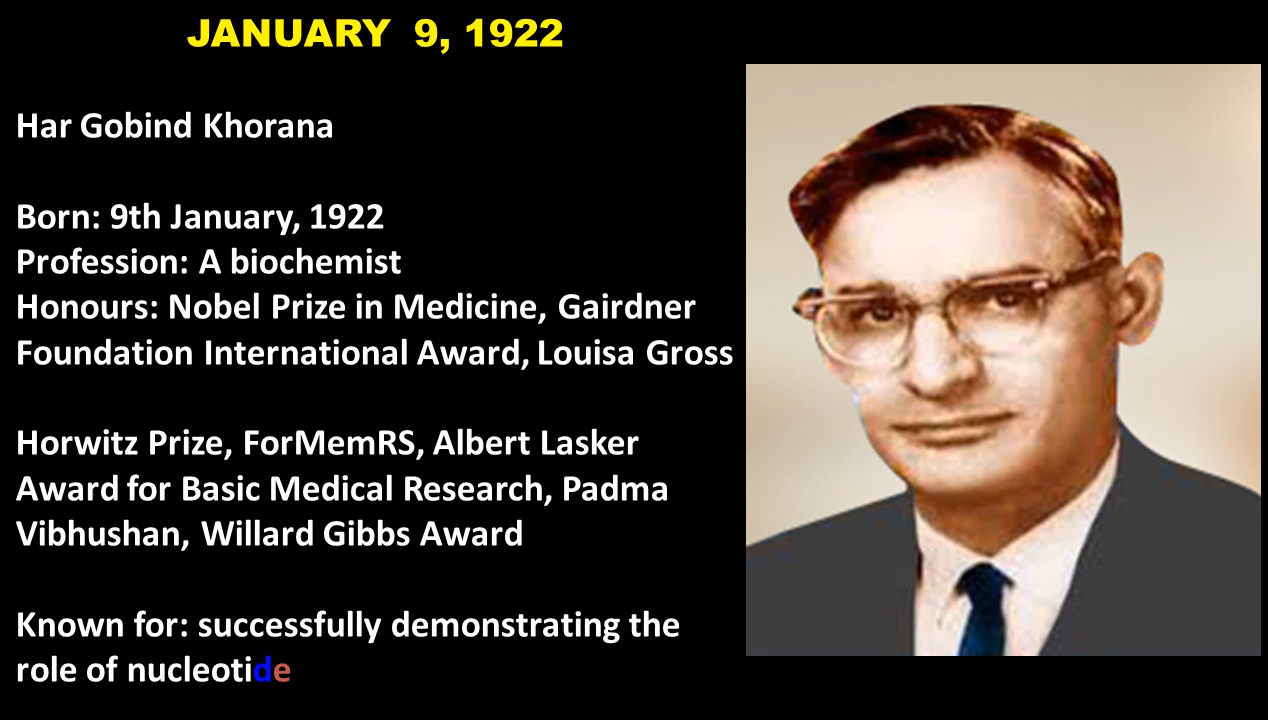 JANUARY 9, 1922
Har Gobind Khorana
Born: 9th January, 1922
Profession: A biochemist
Honours: Nobel Prize in Medicine, Gairdner
Foundation International Award, Louisa Gross
Horwitz Prize, ForMemRS, Albert Lasker
Award for Basic Medical Research, Padma
Vibhushan, Willard Gibbs Award
Known for: successfully demonstrating the
role of nucleotide